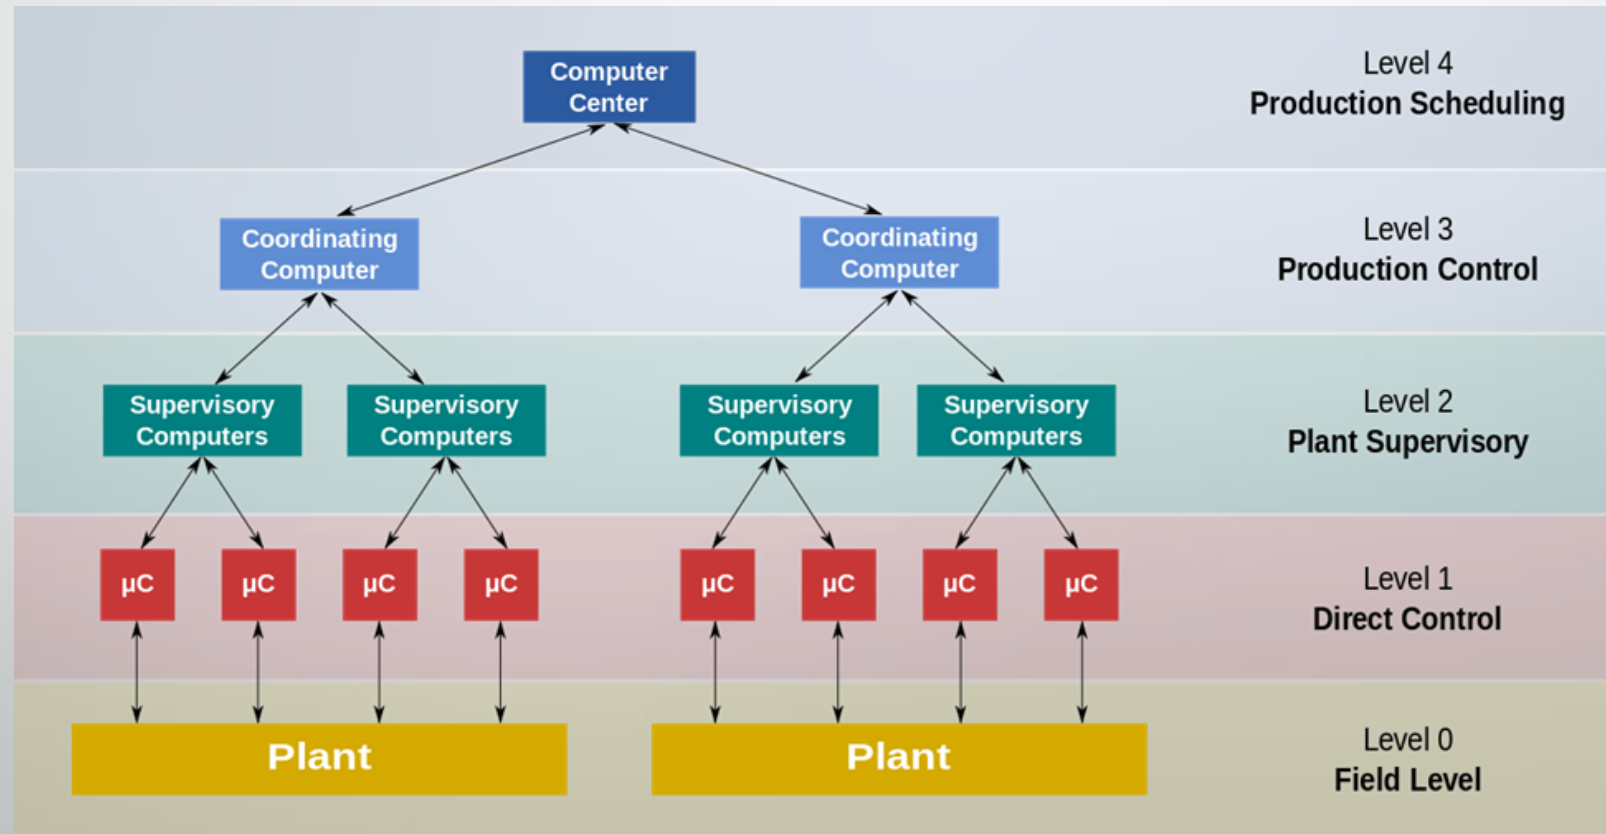 Computer
Center
Level 4
Production Scheduling
Coordinating
Computer
Coordinating
Computer
Level 3
Production Control
Supervisory
Computers
Supervisory
Computers
Supervisory
Computers
Supervisory
Computers
Level 2
Plant Supervisory
µC
µC
µC
µC
µC
µC
µC
µC
Level 1
Direct Control
Plant
Plant
Level 0
Field Level